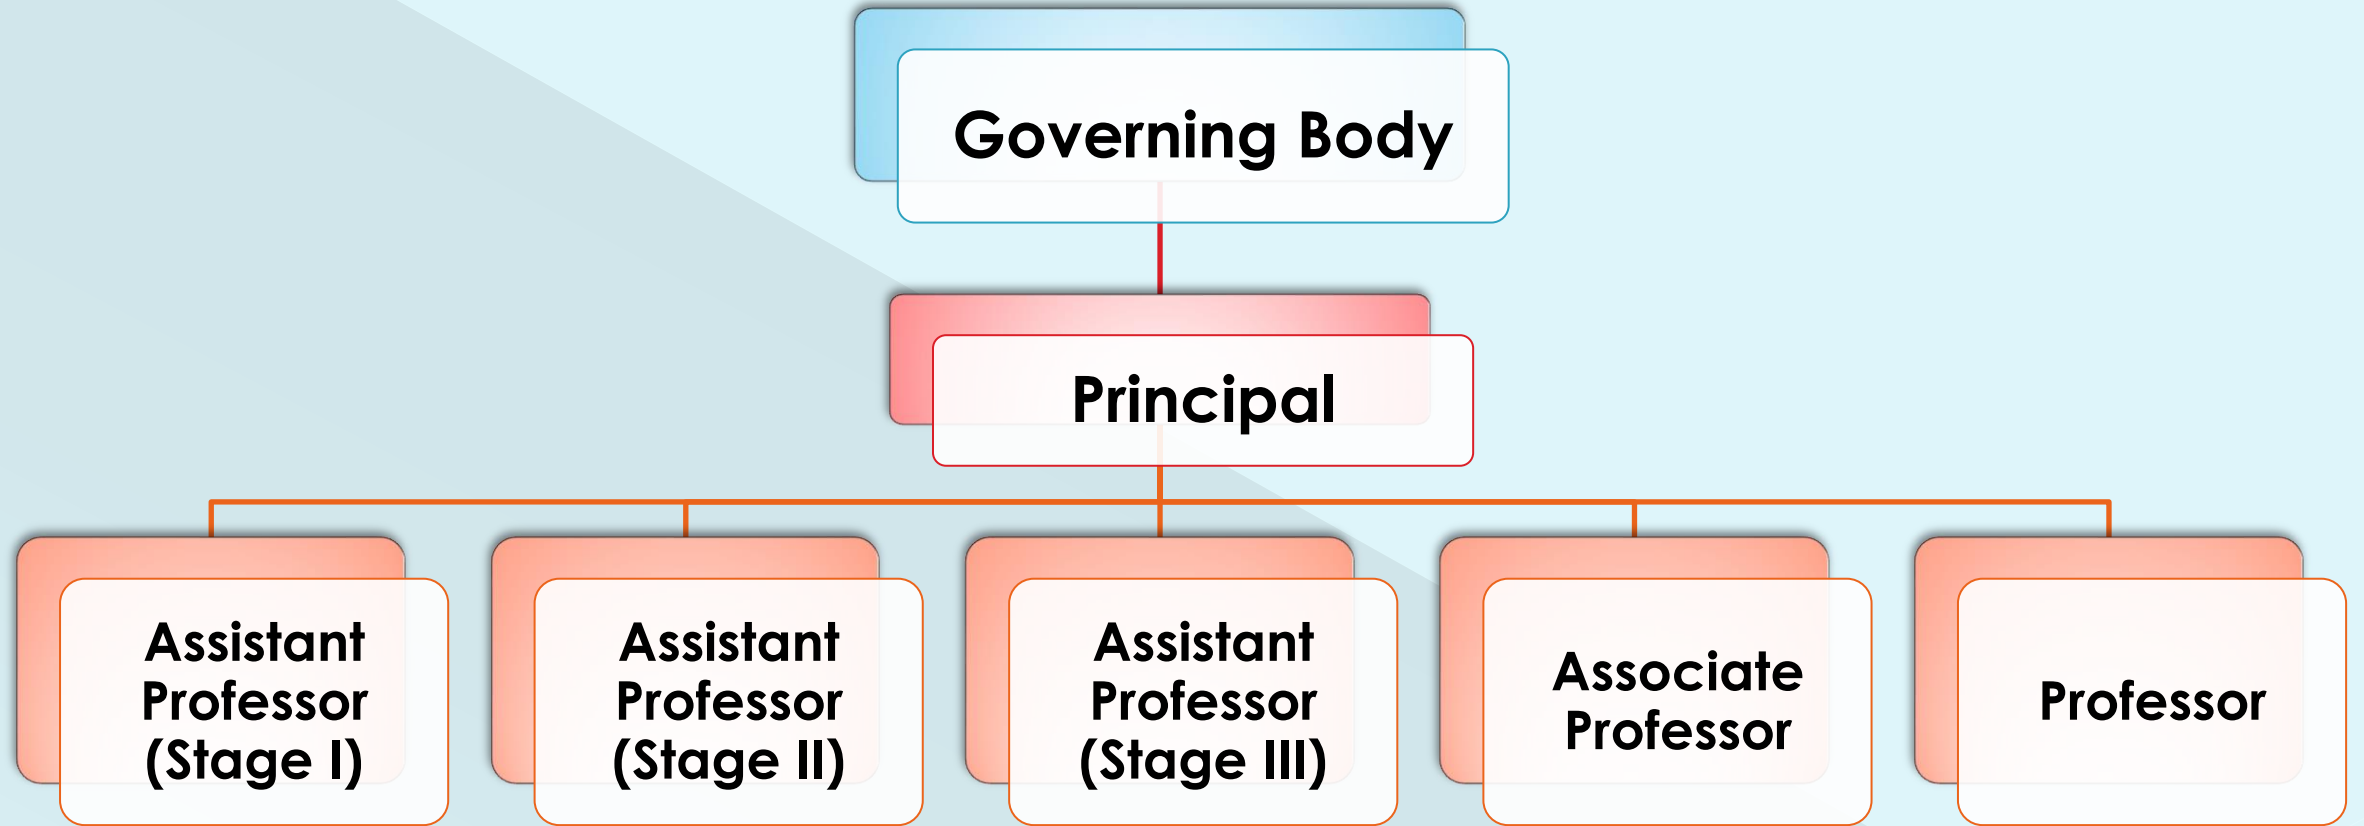 Governing Body
Principal
Assistant
Professor
(Stage I)
Assistant
Professor
(Stage II)
Assistant
Professor
(Stage III)
Associate
Professor
Professor